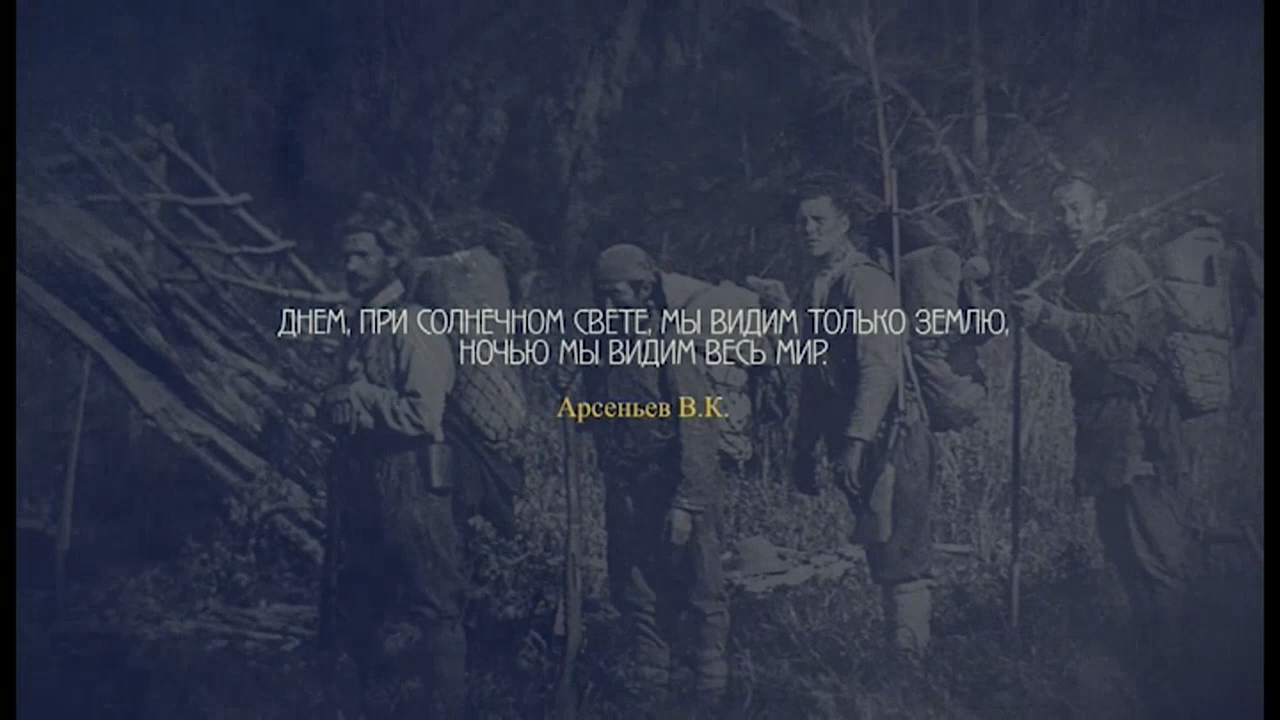 ДНЕМ, ПРИ СОЛНЕЧНОМ СВЕТЕ, МЫ ВИДИМ ТОЛЬКО ЗЕМЛЮ,
НОЧЬЮ МЫ ВИДИМ ВЕСЬ МИР.
Арсеньев В.К.